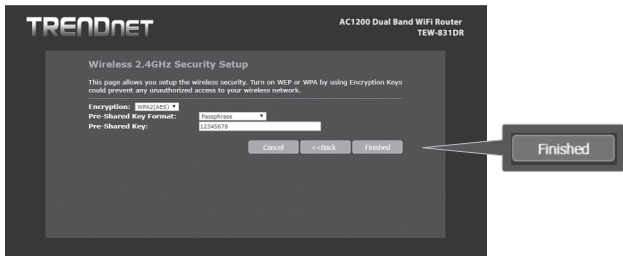 TRENDNET
AC1200 Dual Band WiFi Router
TEW-831DR
Wireless 2.4GHz Security Setup
This page allows you setup the wireless security. Turn on WEP or WPA by using Encryption Keys
could prevent any unauthorized access to your wireless network.
Encryption: WPA2(AES)
Pre-Shared Key Format: Passphrase
Pre-Shared Key: 12345678
Cancel <<Back Finished
Finished